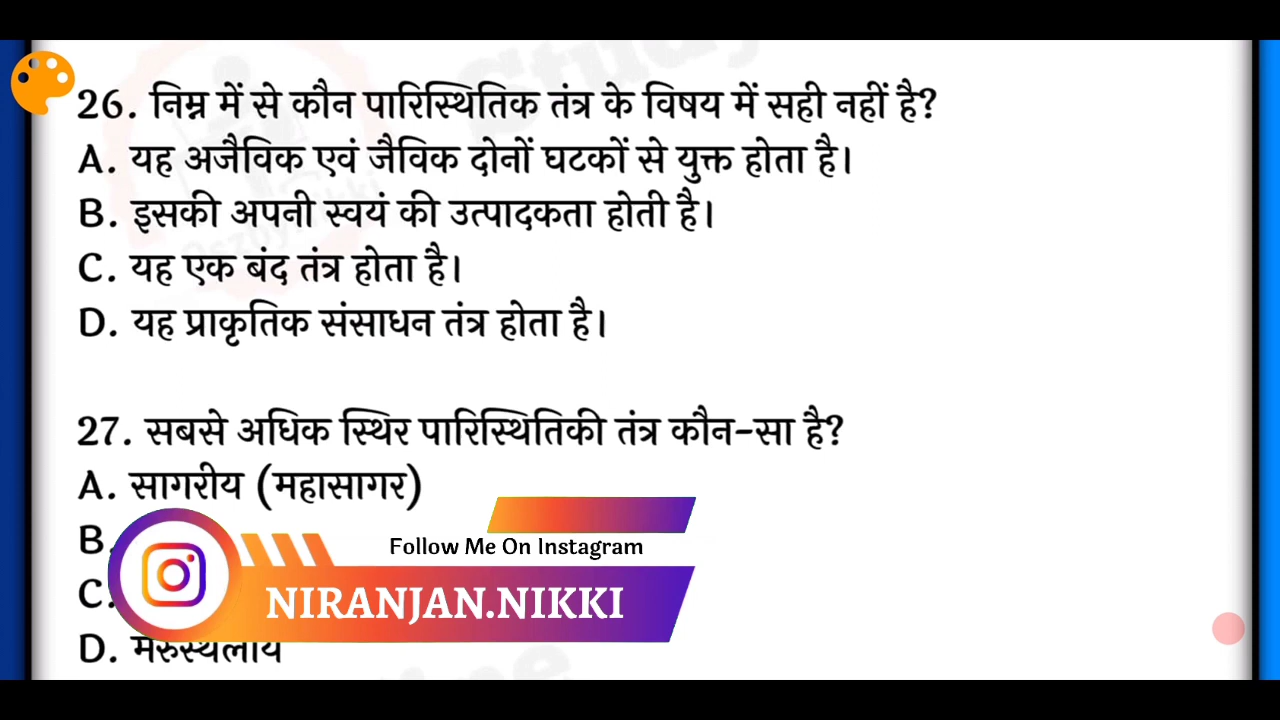 26. निम्न में से कौन पारिस्थितिक तंत्र के विषय में सही नहीं है?
A. यह अजैविक एवं जैविक दोनों घटकों से युक्त होता है।
B. इसकी अपनी स्वयं की उत्पादकता होती है।
C. यह एक बंद तंत्र होता है।
D. यह प्राकृतिक संसाधन तंत्र होता है।
27. सबसे अधिक स्थिर पारिस्थितिकी तंत्र कौन-सा है?
A. सागरीय (महासागर)
B.
Follow Me On Instagram
C.
NIRANJAN.NIKKI
D. मरुस्थलीय